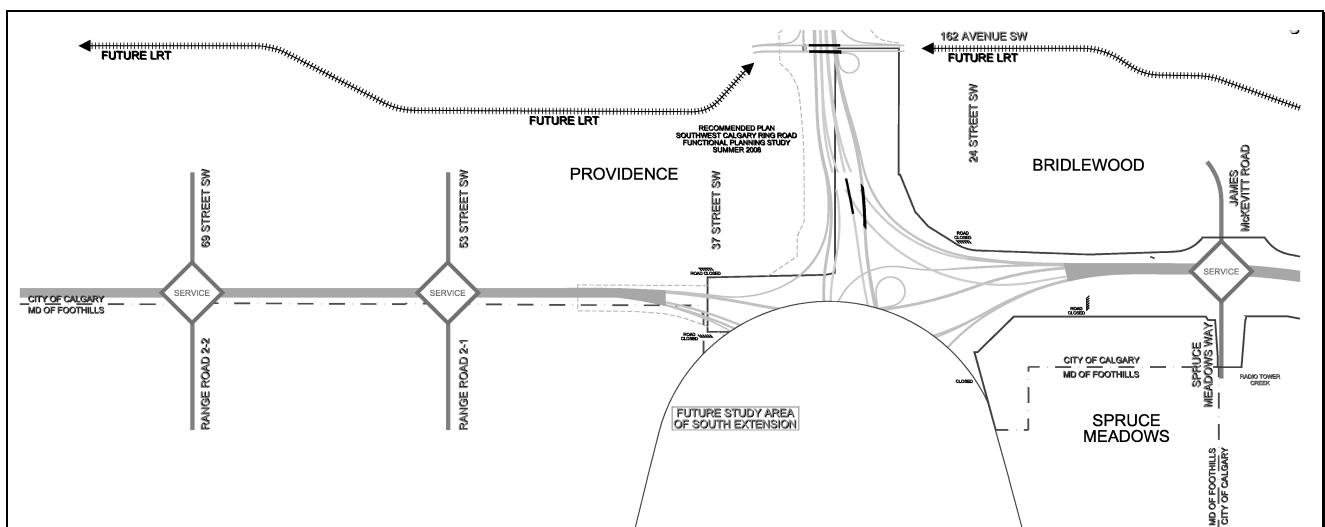 162 AVENUE SW
FUTURE LRT
FUTURE LRT
FUTURE LRT
RECOMMENDED PLAN
SOUTHWEST CALGARY RING ROAD
FUNCTIONAL PLANNING STUDY
SUMMER 2006
24 STREET SW
PROVIDENCE
BRIDLEWOOD
JAMES
McKEVITT ROAD
69 STREET SW
53 STREET SW
37 STREET SW
ROAD
CLOSED
ROAD CLOSED
SERVICE
SERVICE
SERVICE
CITY OF CALGARY
MD OF FOOTHILLS
ROAD
CLOSED
ROAD
CLOSED
RANGE ROAD 2-2
RANGE ROAD 2-1
SPRUCE
MEADOWS WAY
CITY OF CALGARY
MD OF FOOTHILLS
CLOSED
RADIO TOWER
CREEK
FUTURE STUDY AREA
OF SOUTH EXTENSION
SPRUCE
MEADOWS
MD OF FOOTHILLS
CITY OF CALGARY